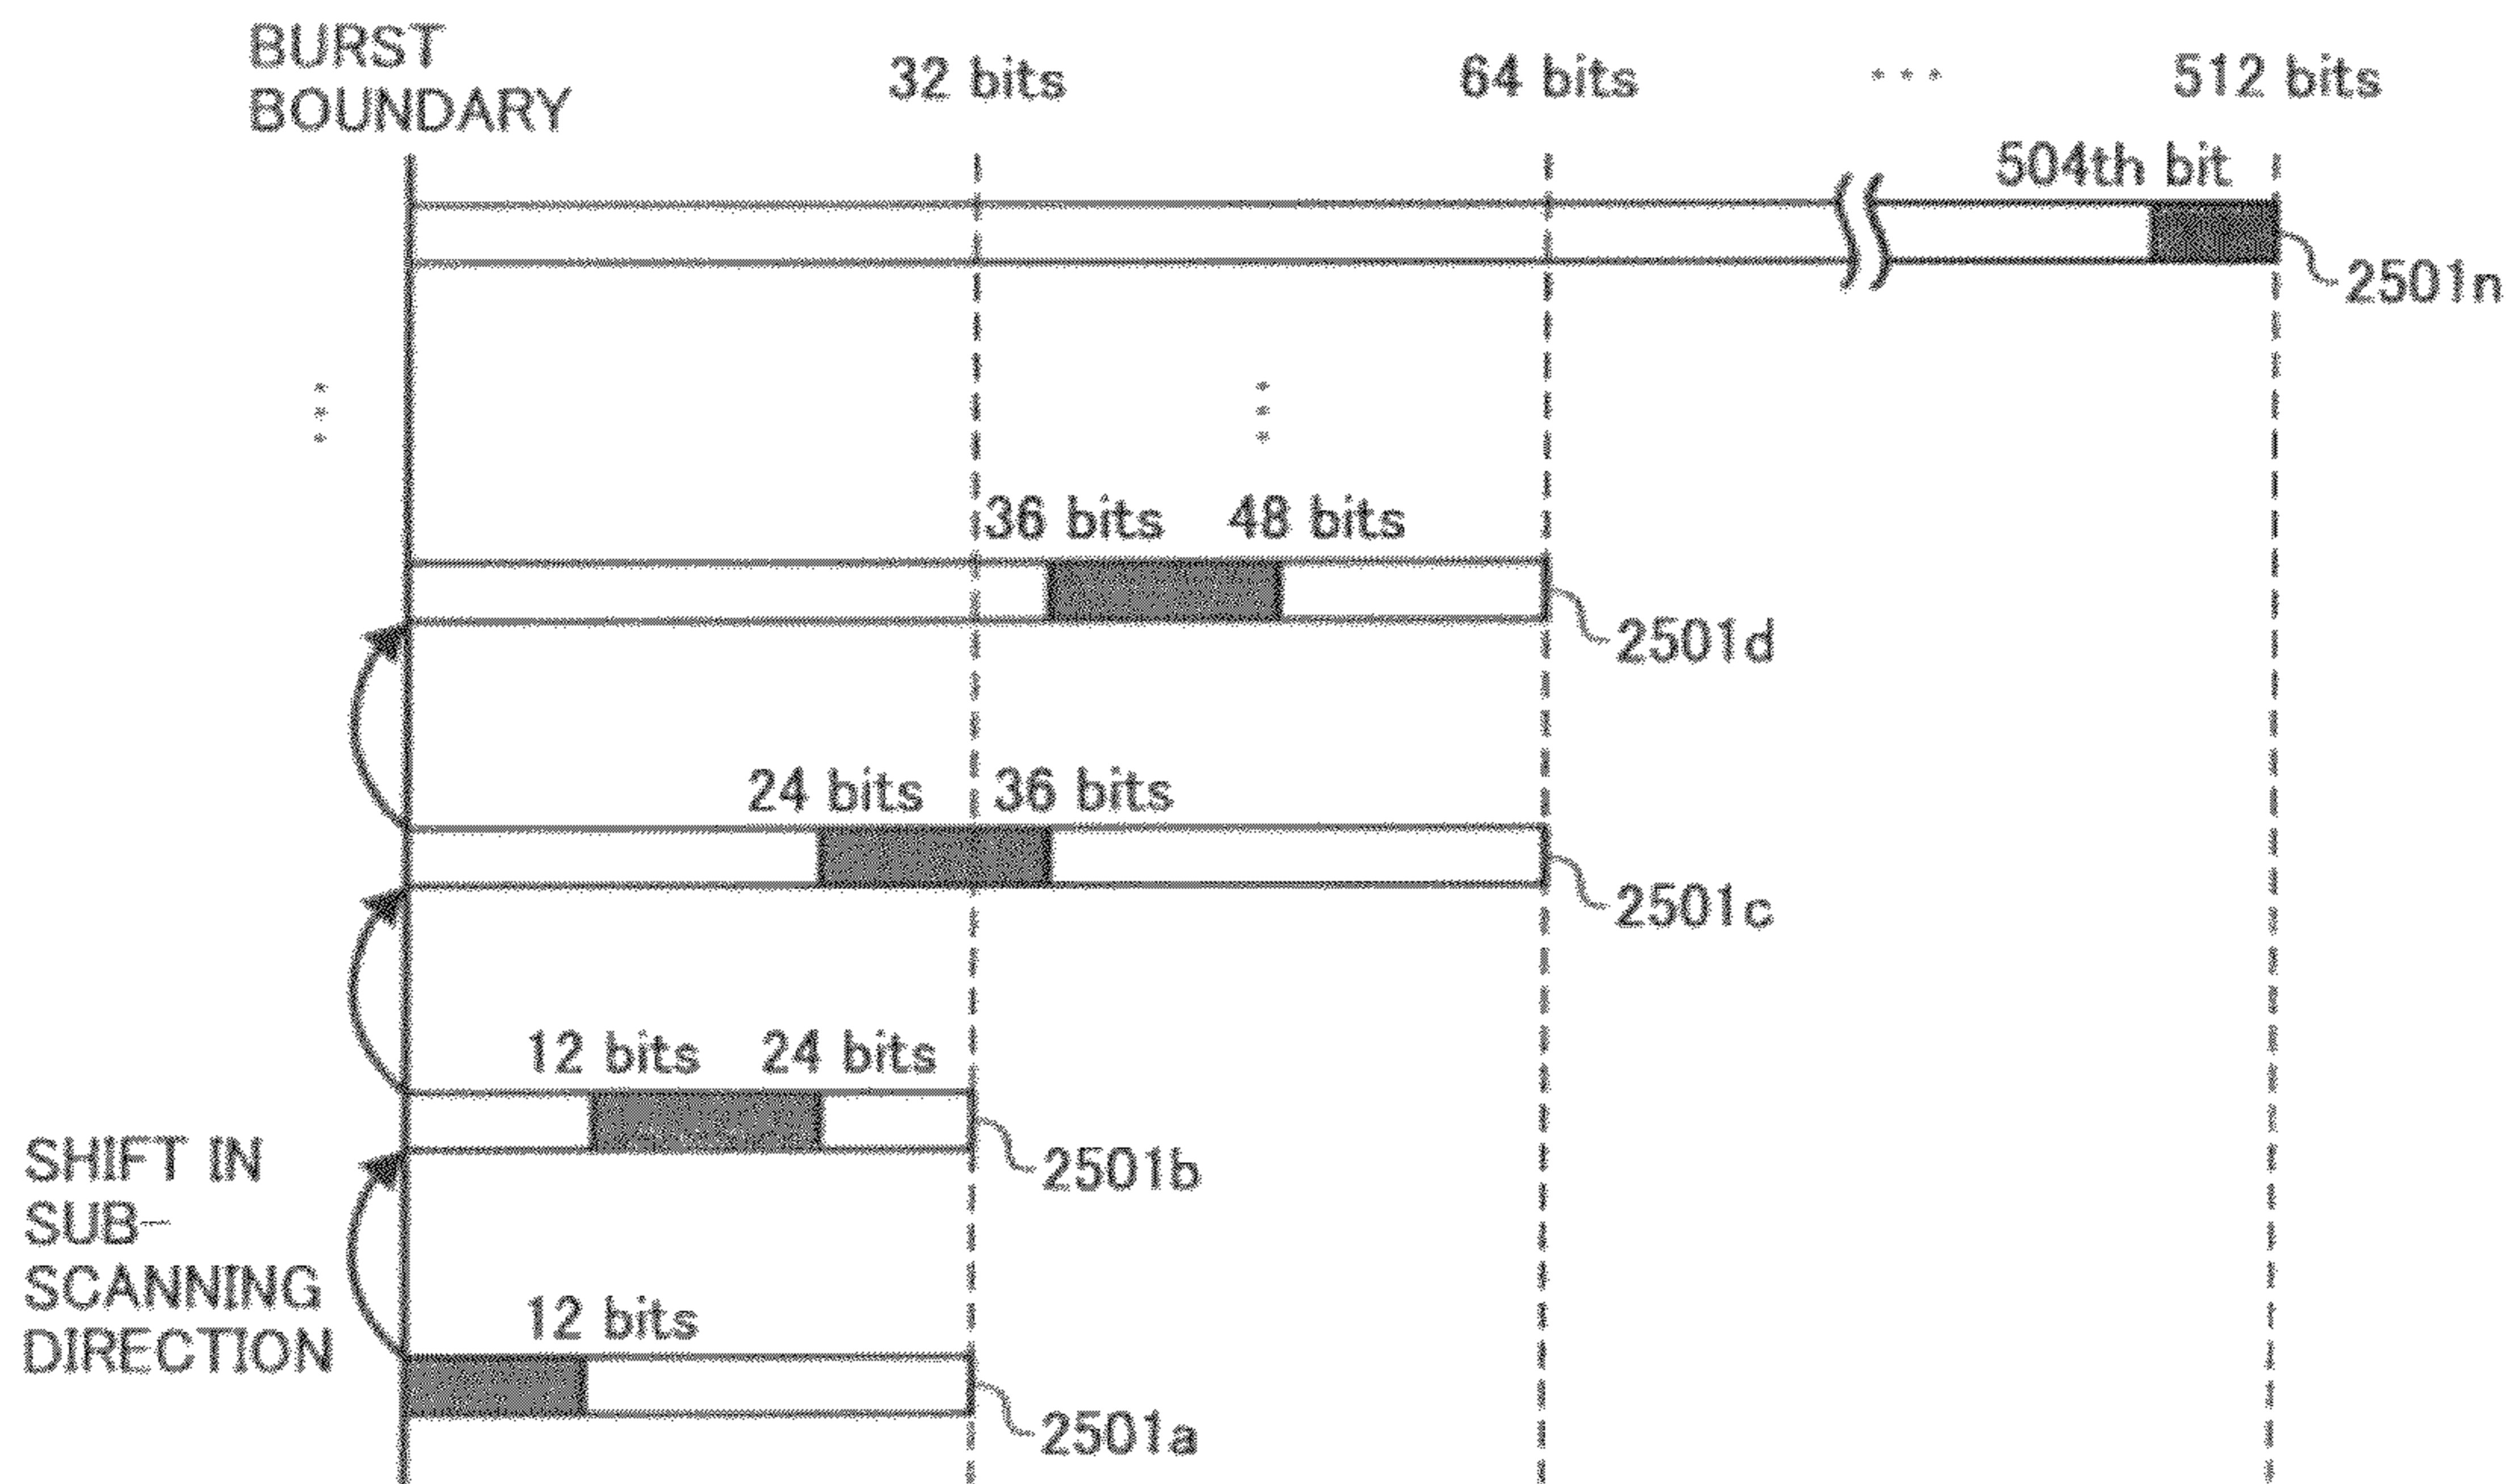 BURST
BOUNDARY
32 bits
64 bits
...
512 bits
504th bit
2501n
36 bits
48 bits
2501d
24 bits
36 bits
2501c
12 bits
24 bits
2501b
SHIFT IN
SUB-
SCANNING
DIRECTION
12 bits
2501a